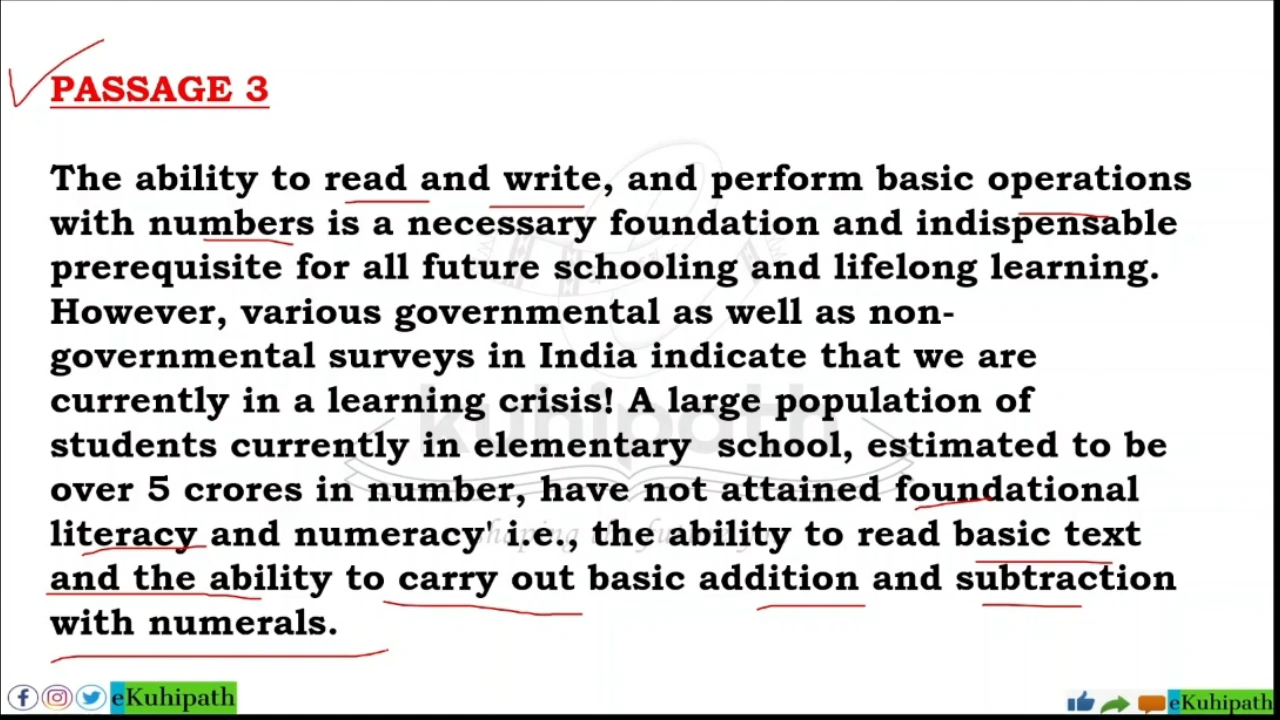 PASSAGE 3
The ability to read and write, and perform basic operations
with numbers is a necessary foundation and indispensable
prerequisite for all future schooling and lifelong learning.
However, various governmental as well as non-
governmental surveys in India indicate that we are
currently in a learning crisis! A large population of
students currently in elementary school, estimated to be
over 5 crores in number, have not attained foundational
literacy and numeracy' i.e., the ability to read basic text
and the ability to carry out basic addition and subtraction
with numerals.
kuhipath
eKuhipath
eKuhipath